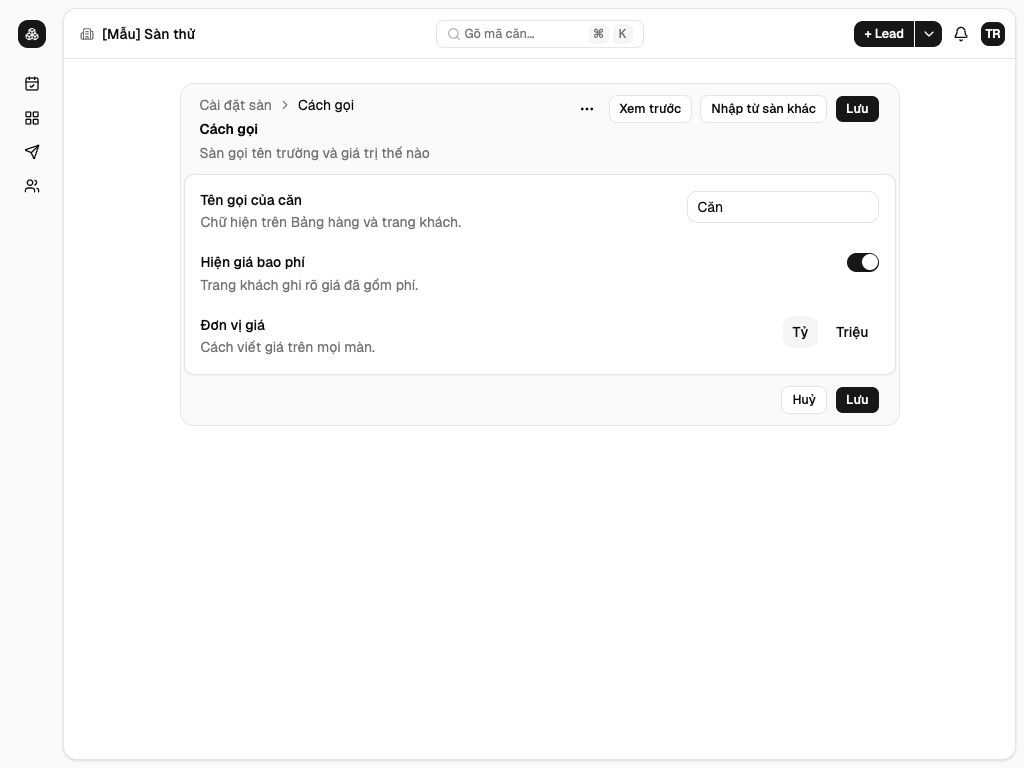 [Mẫu] Sàn thử
Gõ mã căn…
⌘ K
+ Lead
TR
Cài đặt sàn > Cách gọi
Xem trước
Nhập từ sàn khác
Lưu
Cách gọi
Sàn gọi tên trường và giá trị thế nào
Tên gọi của căn
Chữ hiện trên Bảng hàng và trang khách.
Căn
Hiện giá bao phí
Trang khách ghi rõ giá đã gồm phí.
Đơn vị giá
Cách viết giá trên mọi màn.
Tỷ
Triệu
Huỷ
Lưu